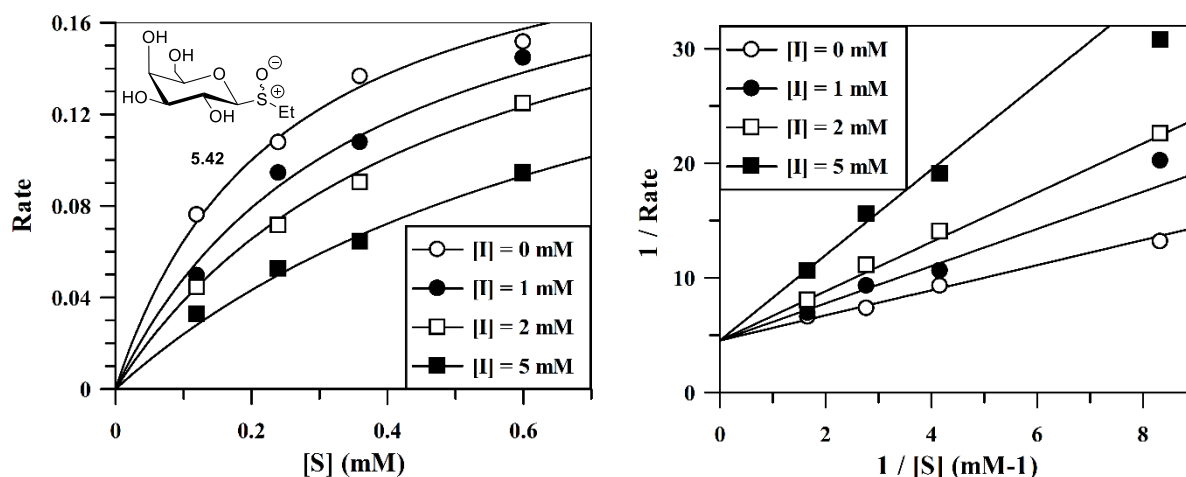 0.16
0.12
0.08
0.04
0
Rate
OH
OH
O
O
−
+
HO
S
OH
Et
5.42
[I] = 0 mM
[I] = 1 mM
[I] = 2 mM
[I] = 5 mM
0
0.2
0.4
0.6
[S] (mM)
30
20
10
0
1 / Rate
[I] = 0 mM
[I] = 1 mM
[I] = 2 mM
[I] = 5 mM
0
2
4
6
8
1 / [S] (mM-1)